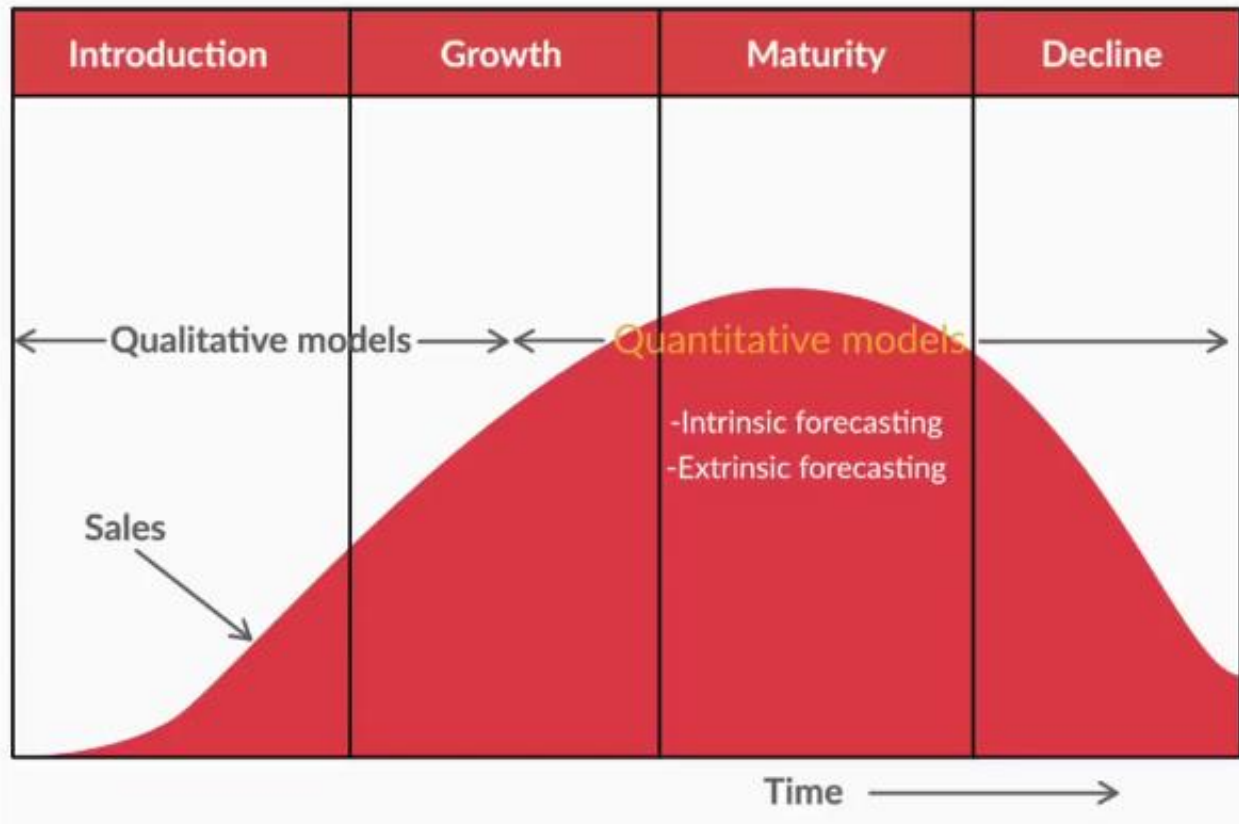 Introduction
Growth
Maturity
Decline
Qualitative models
Quantitative models
-Intrinsic forecasting
-Extrinsic forecasting
Sales
Time